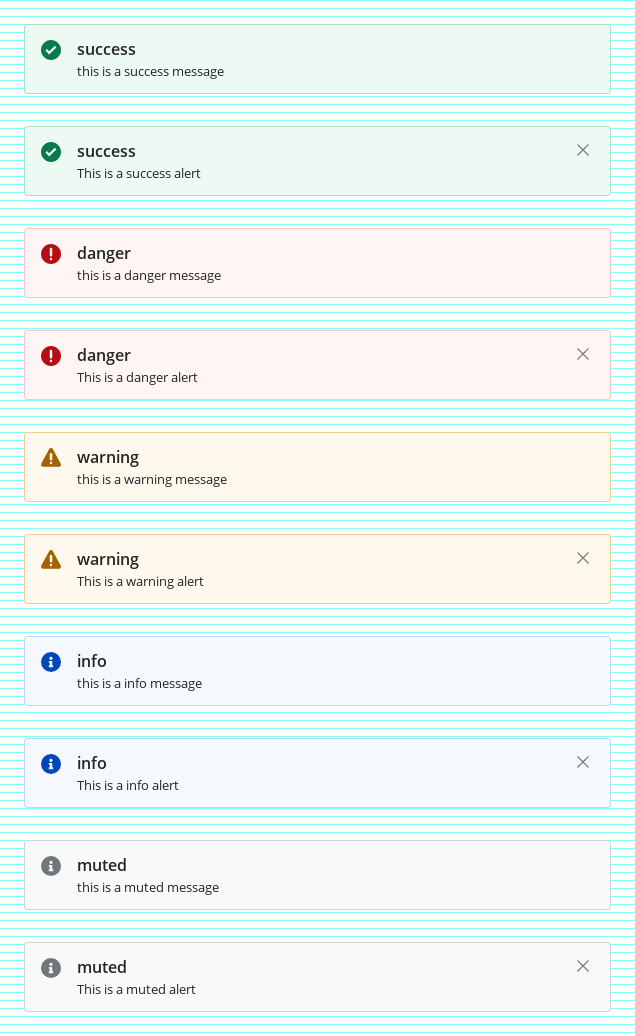 success
this is a success message
success
This is a success alert
danger
this is a danger message
danger
This is a danger alert
warning
this is a warning message
warning
This is a warning alert
info
this is a info message
info
This is a info alert
muted
this is a muted message
muted
This is a muted alert